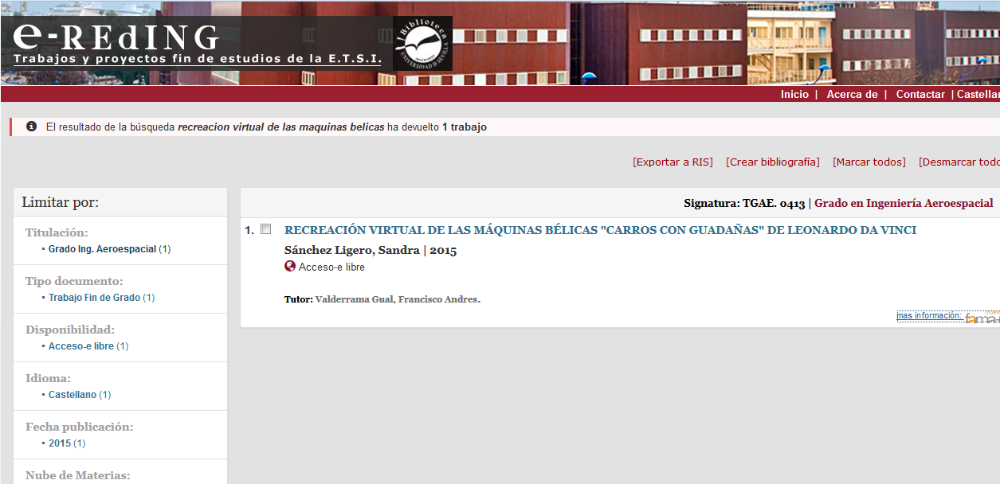 e-REdING
Trabajos y proyectos fin de estudios de la E.T.S.I.
Biblioteca
INGENIEROS
UNIVERSIDAD D SEVILLA
Inicio | Acerca de | Contactar | Castellan
El resultado de la búsqueda recreacion virtual de las maquinas belicas ha devuelto 1 trabajo
[Exportar a RIS] [Crear bibliografía] [Marcar todos] [Desmarcar todo
Limitar por:
Titulación:
▪ Grado Ing. Aeroespacial (1)
Tipo documento:
▪ Trabajo Fin de Grado (1)
Disponibilidad:
▪ Acceso-e libre (1)
Idioma:
▪ Castellano (1)
Fecha publicación:
▪ 2015 (1)
Nube de Materias:
Signatura: TGAE. 0413 | Grado en Ingeniería Aeroespacial
1. RECREACIÓN VIRTUAL DE LAS MÁQUINAS BÉLICAS "CARROS CON GUADAÑAS" DE LEONARDO DA VINCI
Sánchez Ligero, Sandra | 2015
Acceso-e libre
Tutor: Valderrama Gual, Francisco Andres.
mas información: fama